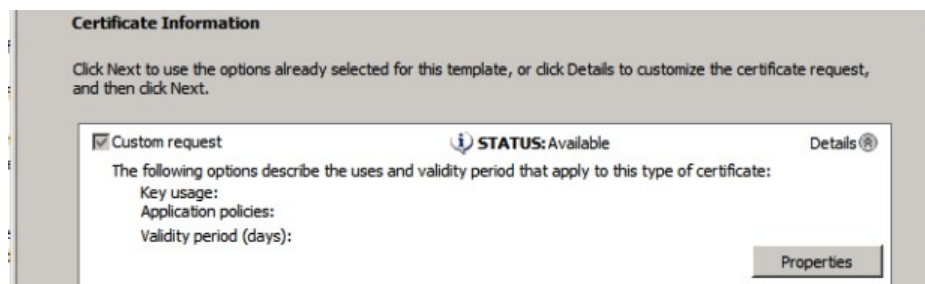 Certificate Information
Click Next to use the options already selected for this template, or click Details to customize the certificate request,
and then click Next.
Custom request STATUS: Available Details
The following options describe the uses and validity period that apply to this type of certificate:
Key usage:
Application policies:
Validity period (days):
Properties